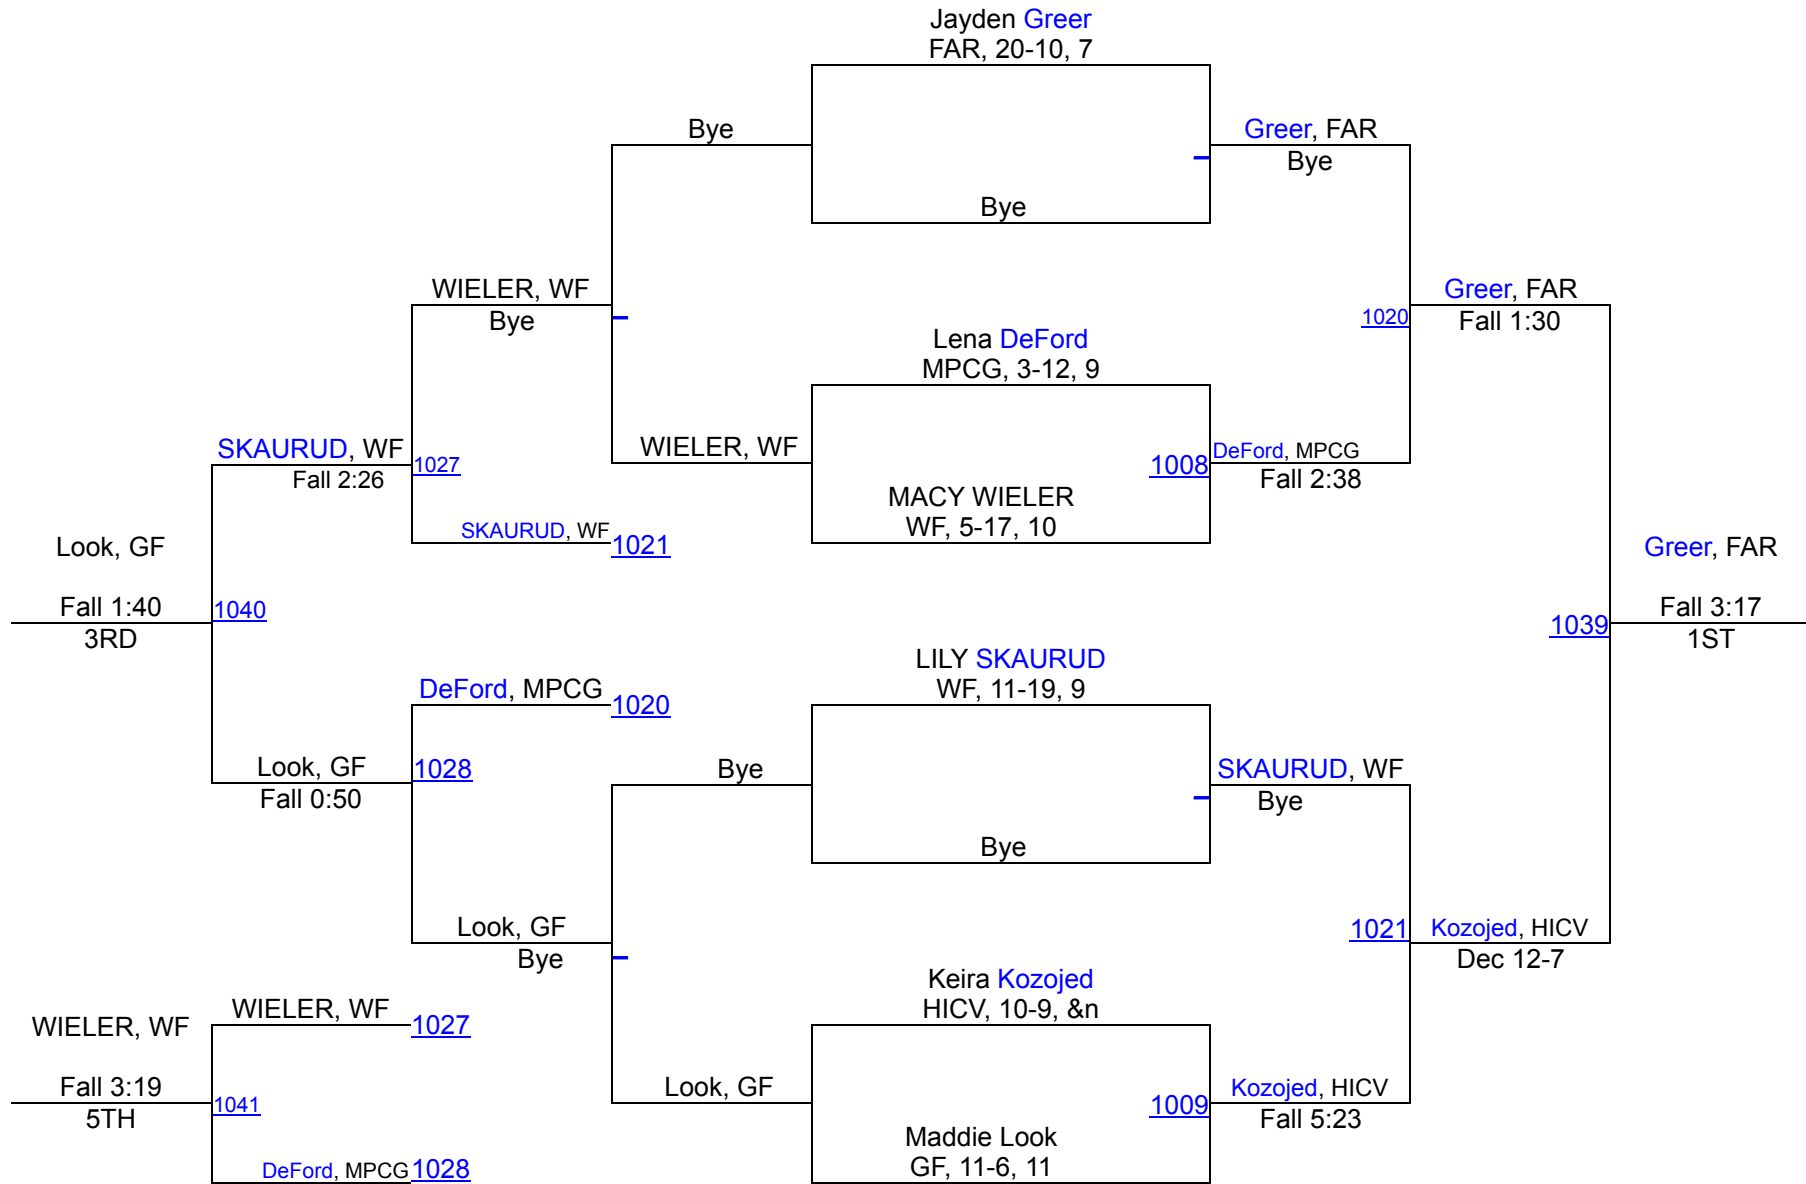 Jayden Greer
FAR, 20-10, 7
Bye
Greer, FAR
Bye
Bye
WIELER, WF
Bye
Greer, FAR
1020
Fall 1:30
Lena DeFord
MPCG, 3-12, 9
SKAURUD, WF
1027
Fall 2:26
WIELER, WF
1008
DeFord, MPCG
Fall 2:38
MACY WIELER
WF, 5-17, 10
SKAURUD, WF
1021
Look, GF
Fall 1:40
1040
3RD
Greer, FAR
Fall 3:17
1039
1ST
LILY SKAURUD
WF, 11-19, 9
DeFord, MPCG
1020
Look, GF
1028
Fall 0:50
Bye
SKAURUD, WF
Bye
Bye
Look, GF
Bye
1021
Kozojed, HICV
Dec 12-7
Keira Kozojed
HICV, 10-9, &n
WIELER, WF
WIELER, WF
1027
Fall 3:19
1041
5TH
Look, GF
1009
Kozojed, HICV
Fall 5:23
Maddie Look
GF, 11-6, 11
DeFord, MPCG
1028